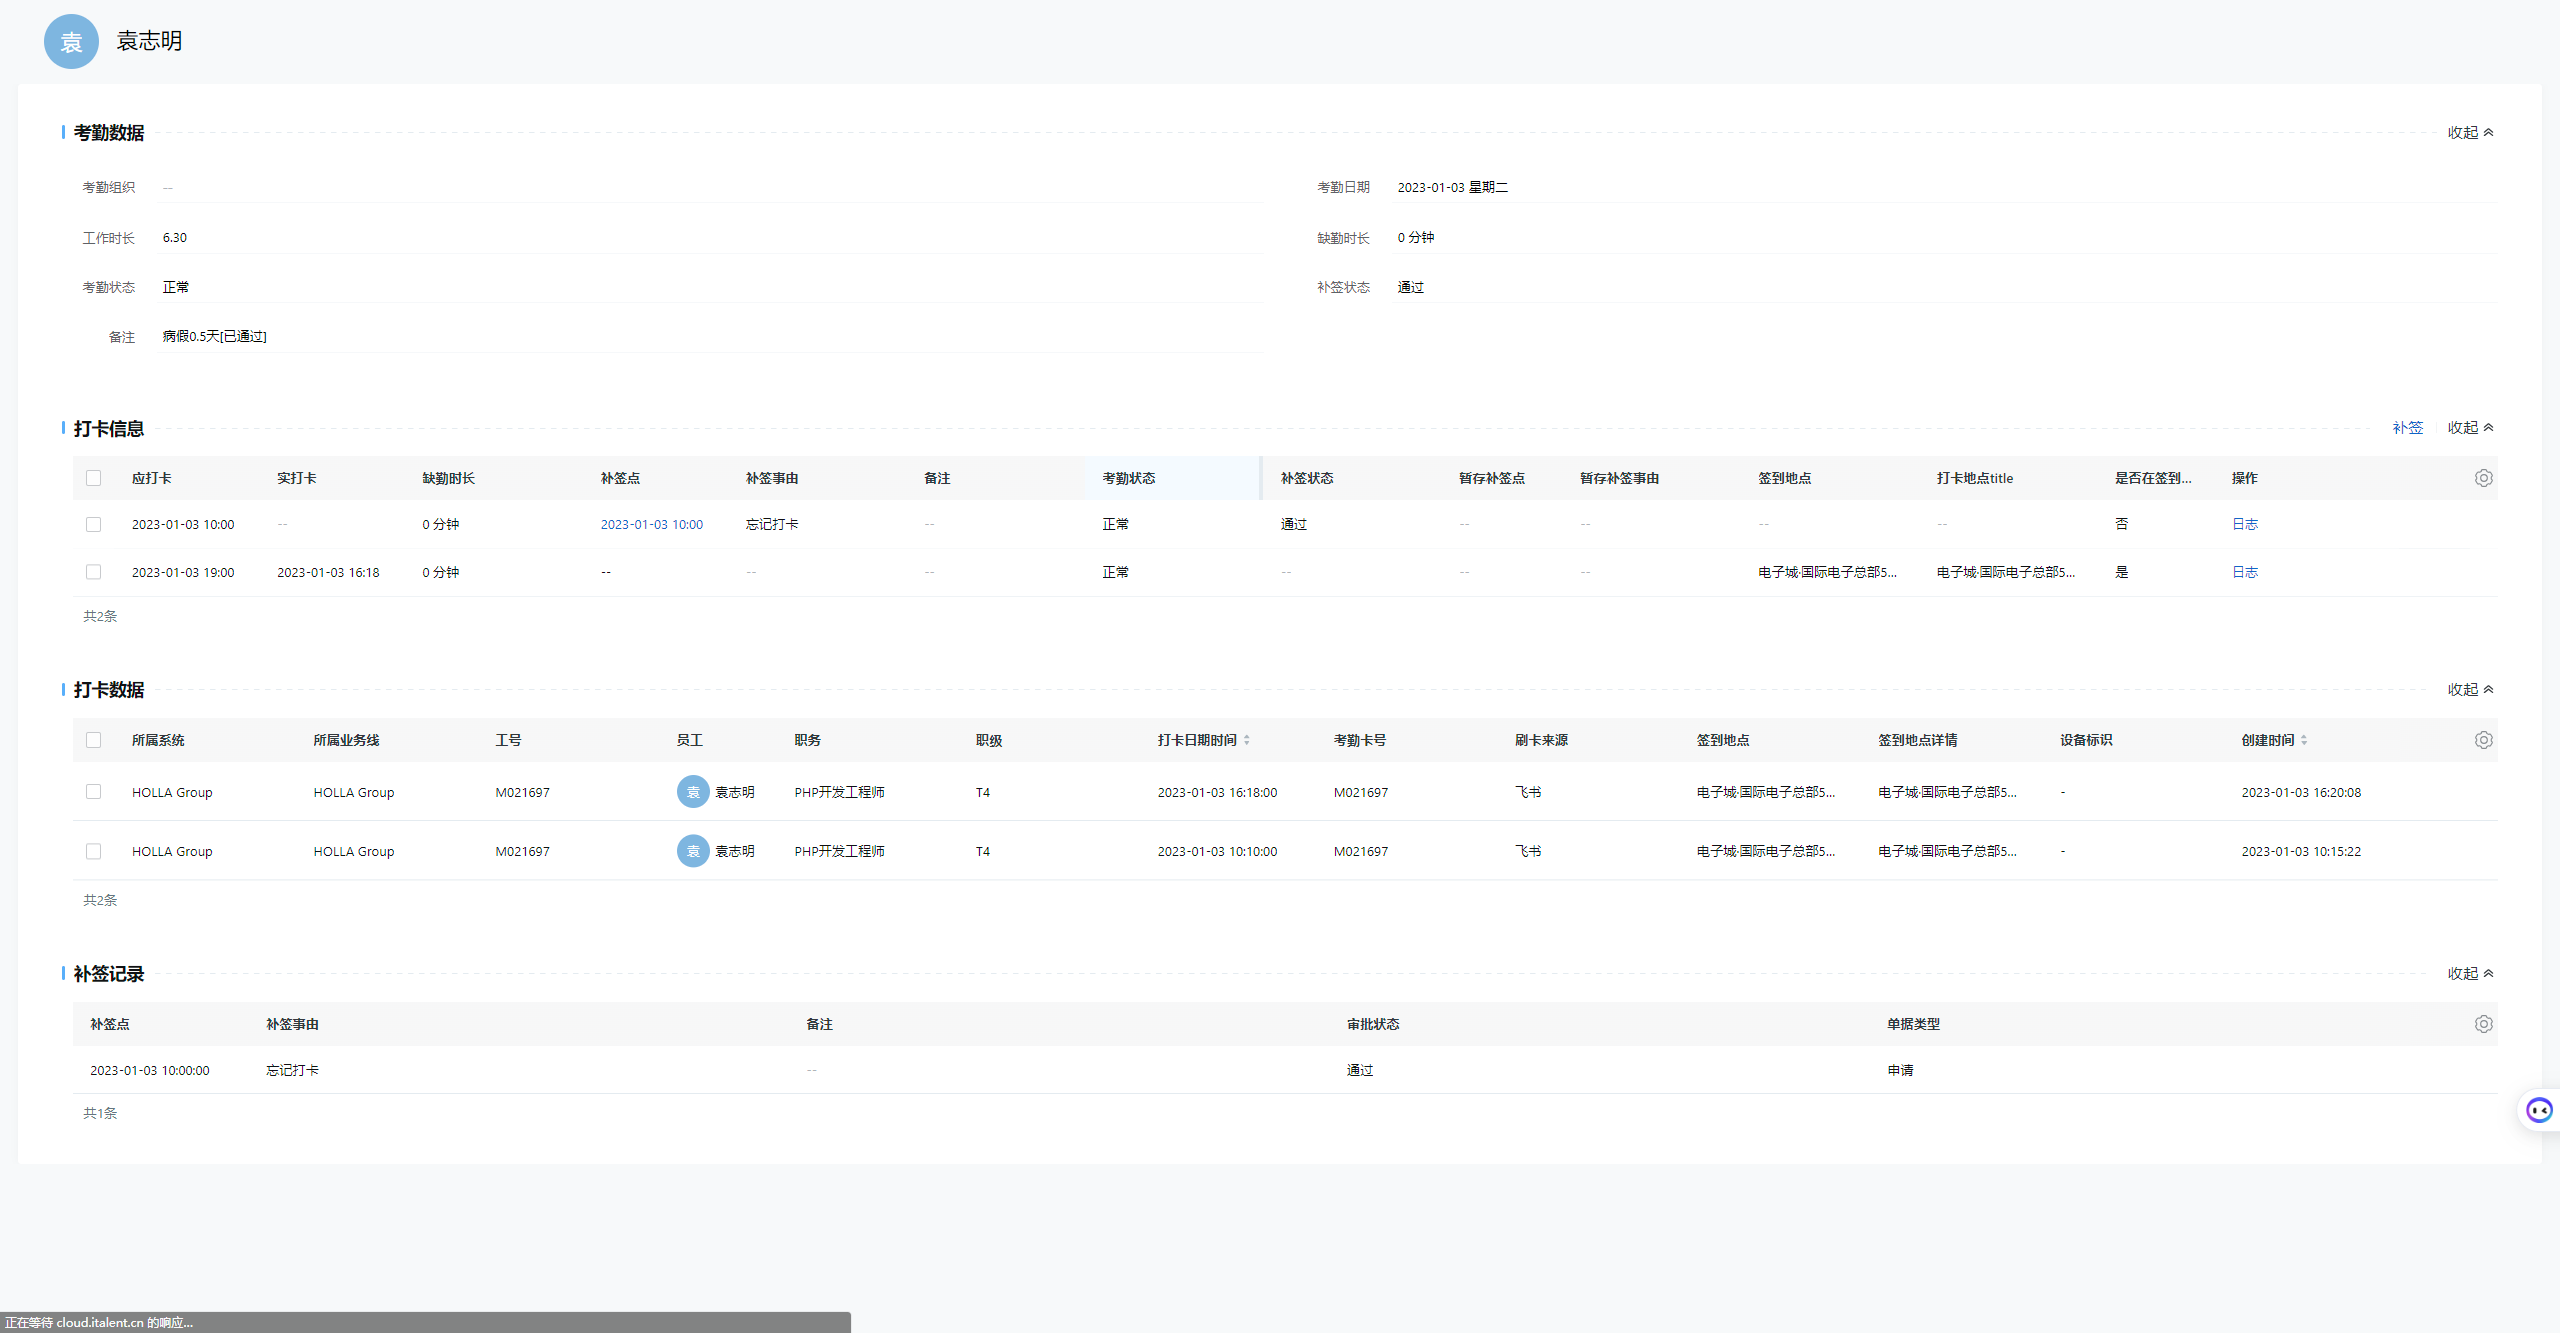 袁 袁志明
考勤数据 收起
考勤组织 -- 考勤日期 2023-01-03 星期二
工作时长 6.30 缺勤时长 0 分钟
考勤状态 正常 补签状态 通过
备注 病假0.5天[已通过]
打卡信息 补签 收起
应打卡 实打卡 缺勤时长 补签点 补签事由 备注 考勤状态 补签状态 暂存补签点 暂存补签事由 签到地点 打卡地点title 是否在签到... 操作
2023-01-03 10:00 -- 0 分钟 2023-01-03 10:00 忘记打卡 -- 正常 通过 -- -- -- -- 否 日志
2023-01-03 19:00 2023-01-03 16:18 0 分钟 -- -- -- 正常 -- -- -- 电子城·国际电子总部5... 电子城·国际电子总部5... 是 日志
共2条
打卡数据 收起
所属系统 所属业务线 工号 员工 职务 职级 打卡日期时间 考勤卡号 刷卡来源 签到地点 签到地点详情 设备标识 创建时间
HOLLA Group HOLLA Group M021697 袁 袁志明 PHP开发工程师 T4 2023-01-03 16:18:00 M021697 飞书 电子城·国际电子总部5... 电子城·国际电子总部5... - 2023-01-03 16:20:08
HOLLA Group HOLLA Group M021697 袁 袁志明 PHP开发工程师 T4 2023-01-03 10:10:00 M021697 飞书 电子城·国际电子总部5... 电子城·国际电子总部5... - 2023-01-03 10:15:22
共2条
补签记录 收起
补签点 补签事由 备注 审批状态 单据类型
2023-01-03 10:00:00 忘记打卡 -- 通过 申请
共1条
正在等待 cloud.italent.cn 的响应...